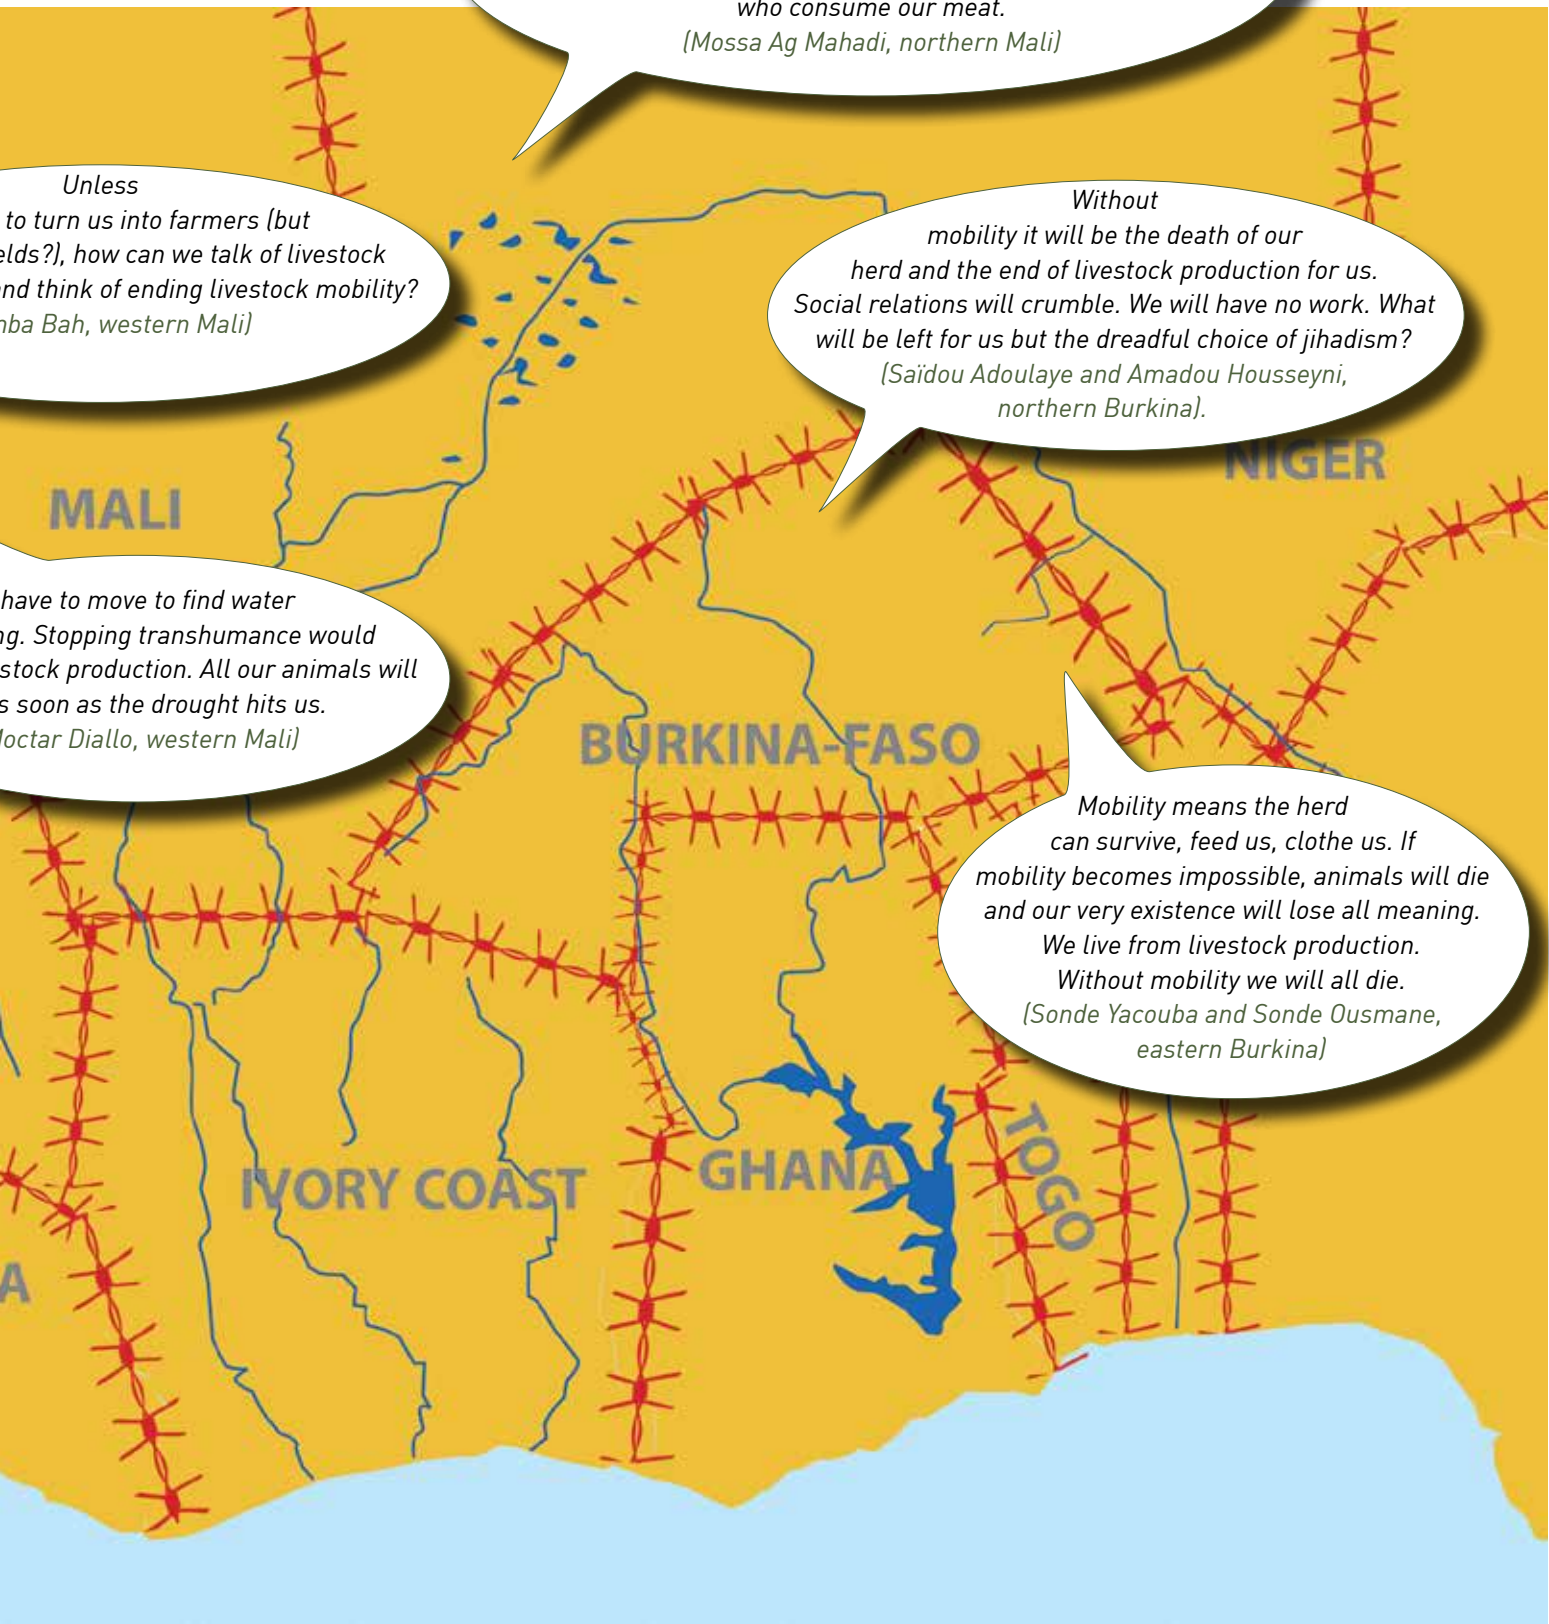 who consume our meat.
(Mossa Ag Mahadi, northern Mali)
Unless
to turn us into farmers (but
how can we talk of livestock
and think of ending livestock mobility?
Bah, western Mali)
Without
mobility it will be the death of our
herd and the end of livestock production for us.
Social relations will crumble. We will have no work. What
will be left for us but the dreadful choice of jihadism?
(Saïdou Adoulaye and Amadou Housseyni,
northern Burkina).
NIGER
MALI
have to move to find water
Stopping transhumance would
stock production. All our animals will
soon as the drought hits us.
Moctar Diallo, western Mali)
BURKINA-FASO
Mobility means the herd
can survive, feed us, clothe us. If
mobility becomes impossible, animals will die
and our very existence will lose all meaning.
We live from livestock production.
Without mobility we will all die.
(Sonde Yacouba and Sonde Ousmane,
eastern Burkina)
IVORY COAST
GHANA
TOGO
A